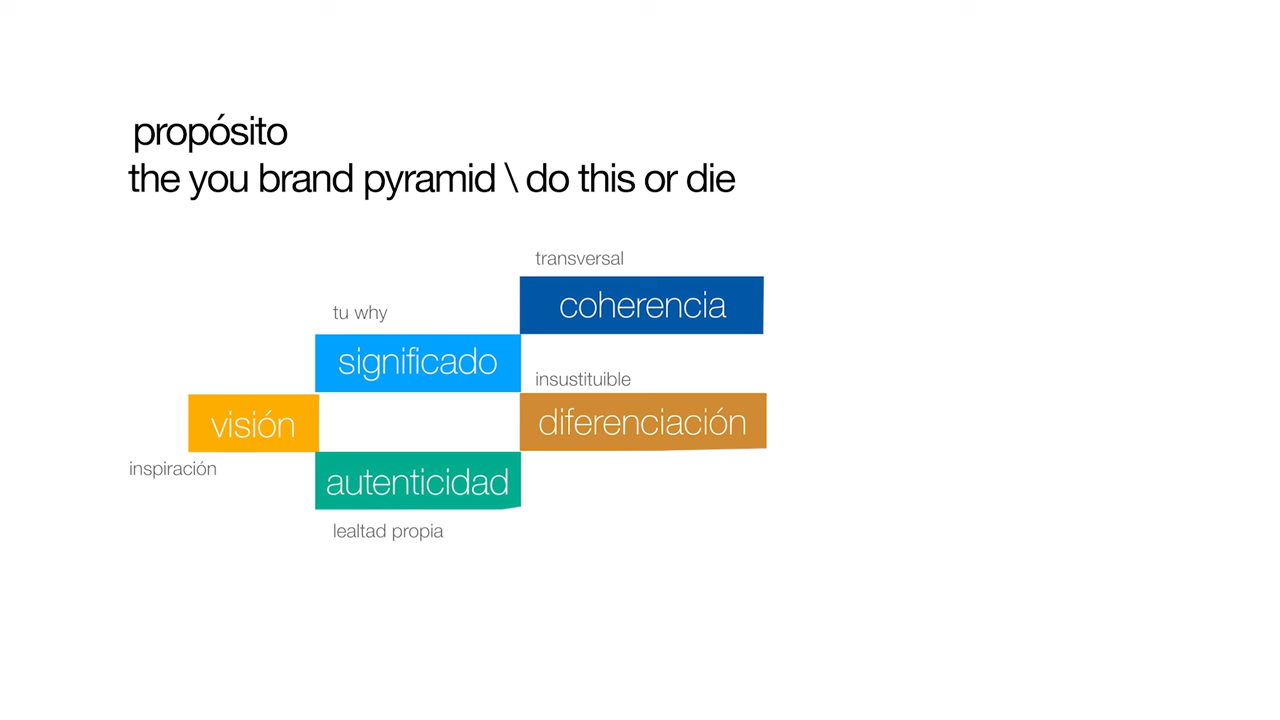 propósito
the you brand pyramid \ do this or die
transversal
coherencia
tu why
significado
insustituible
diferenciación
visión
inspiración
autenticidad
lealtad propia